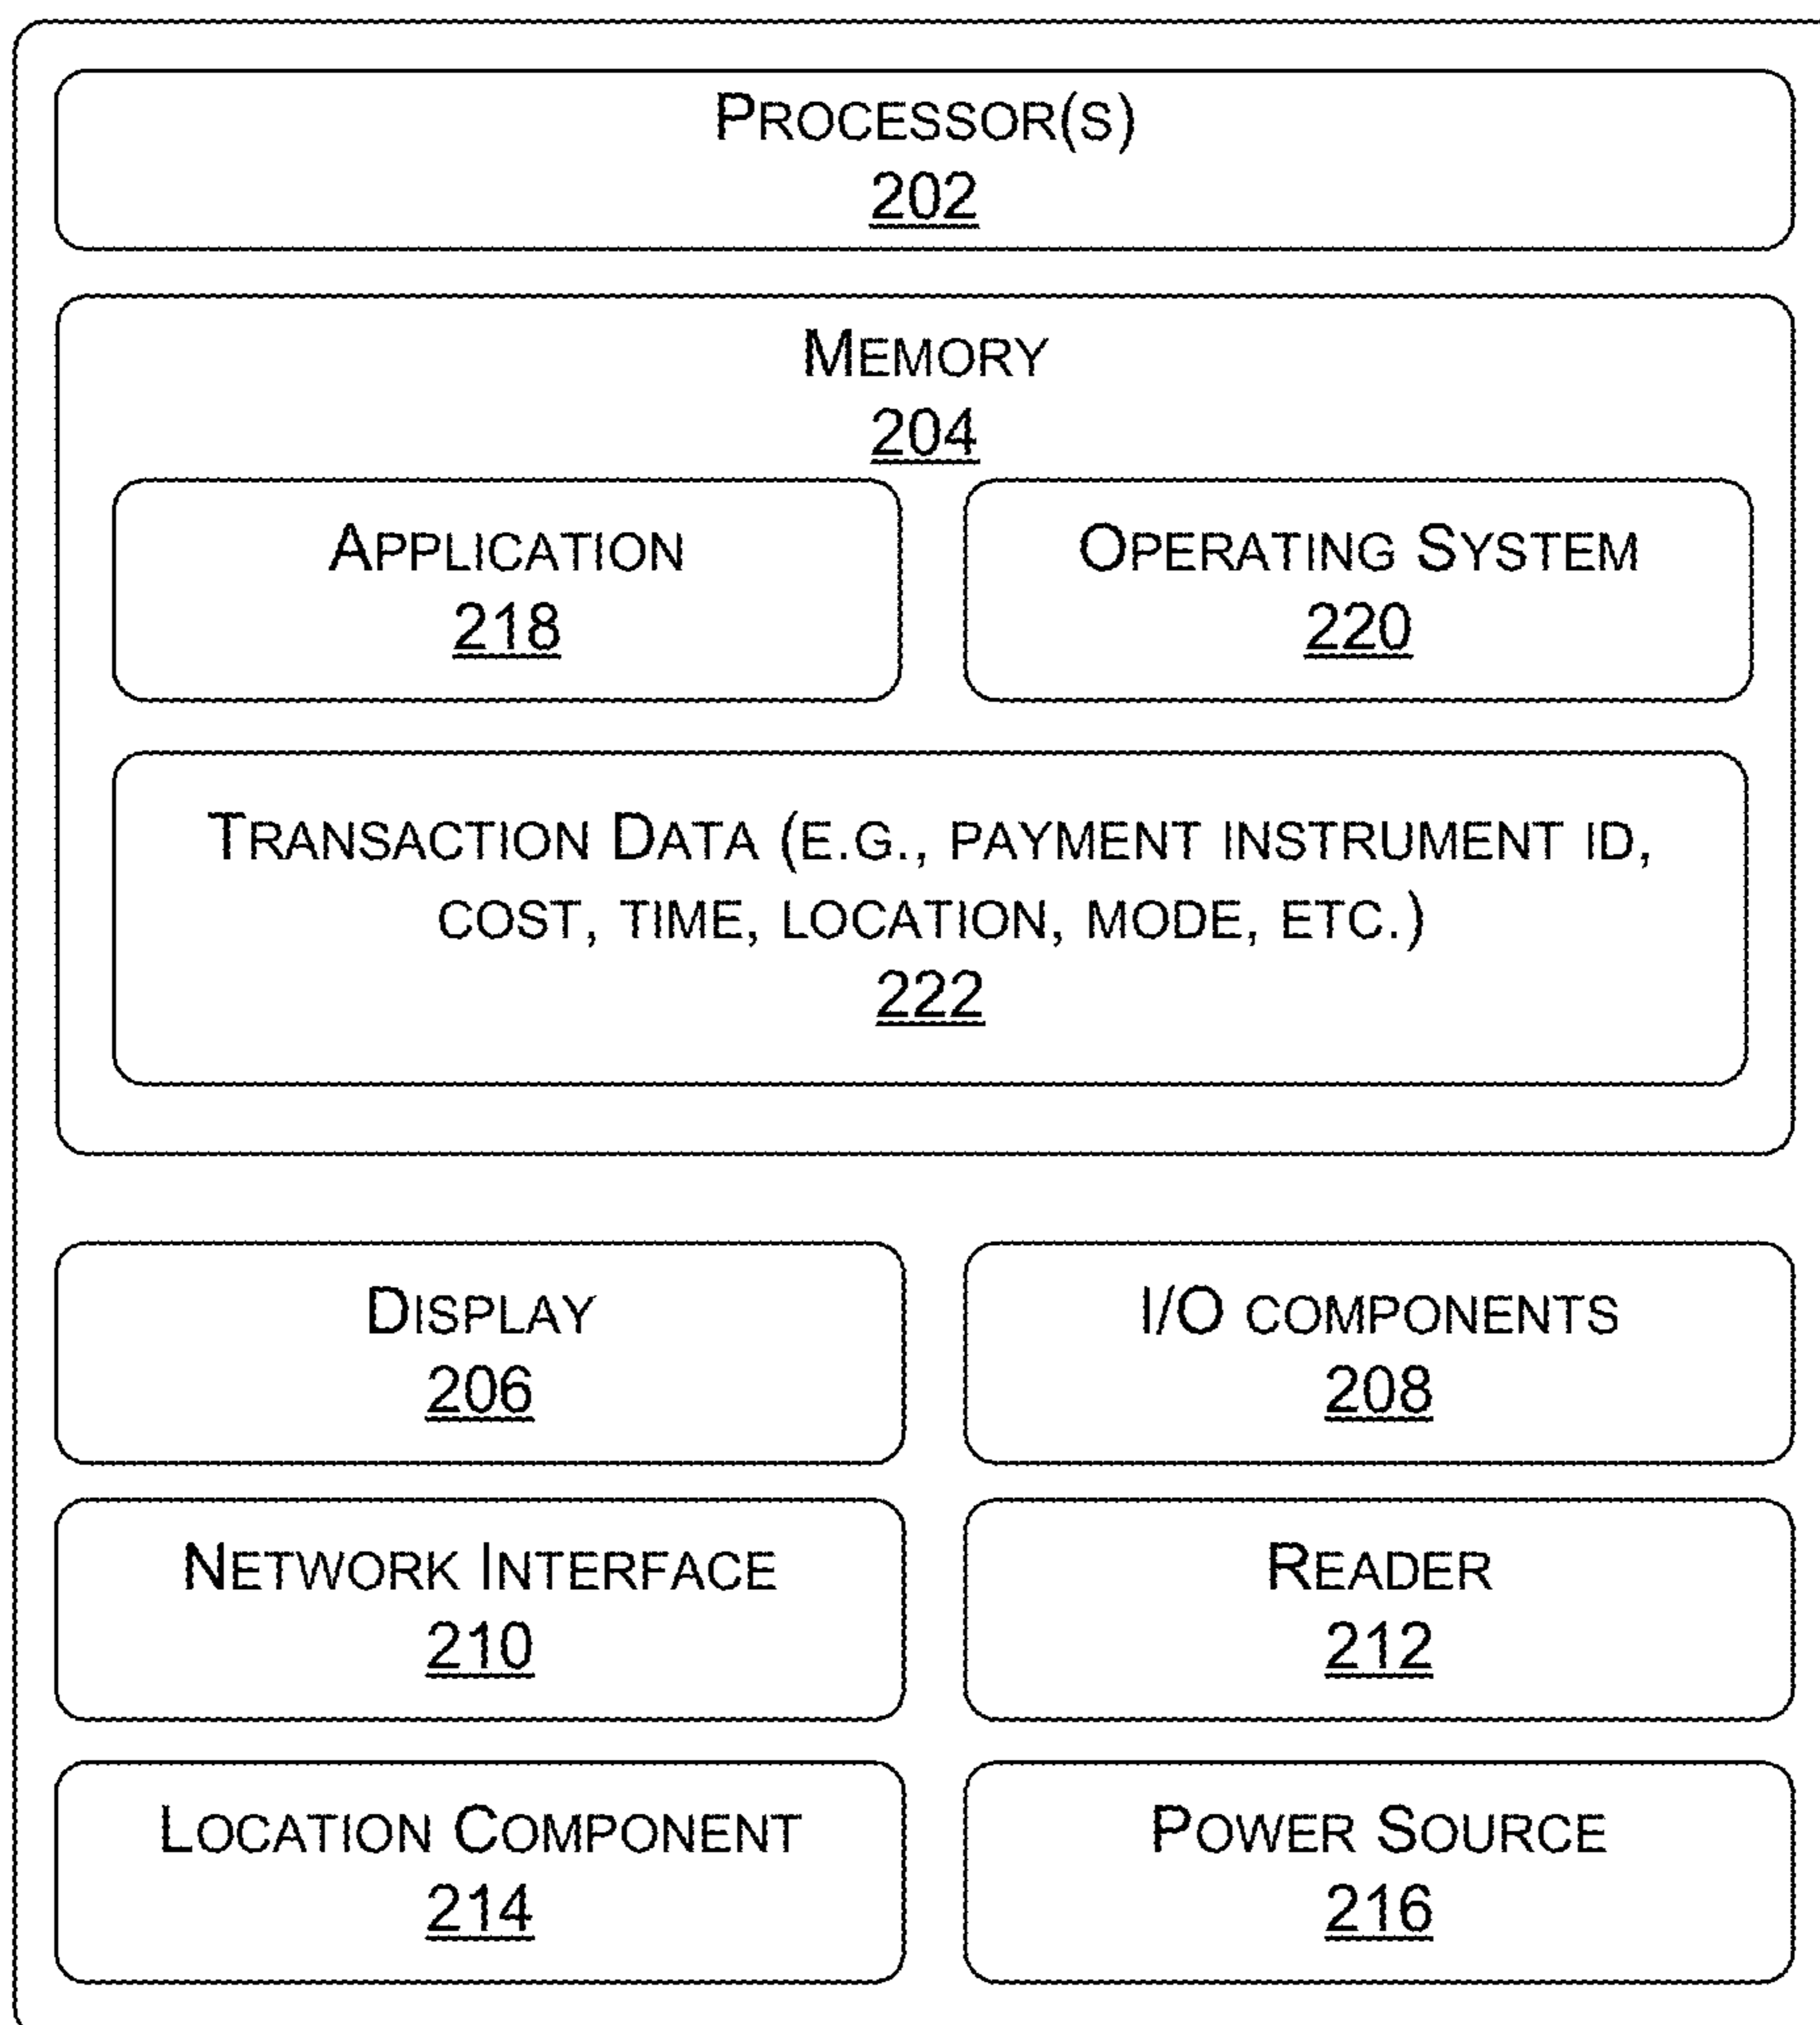 PROCESSOR(S)
202
MEMORY
204
APPLICATION
218
OPERATING SYSTEM
220
TRANSACTION DATA (E.G., PAYMENT INSTRUMENT ID,
COST, TIME, LOCATION, MODE, ETC.)
222
DISPLAY
206
I/O COMPONENTS
208
NETWORK INTERFACE
210
READER
212
LOCATION COMPONENT
214
POWER SOURCE
216